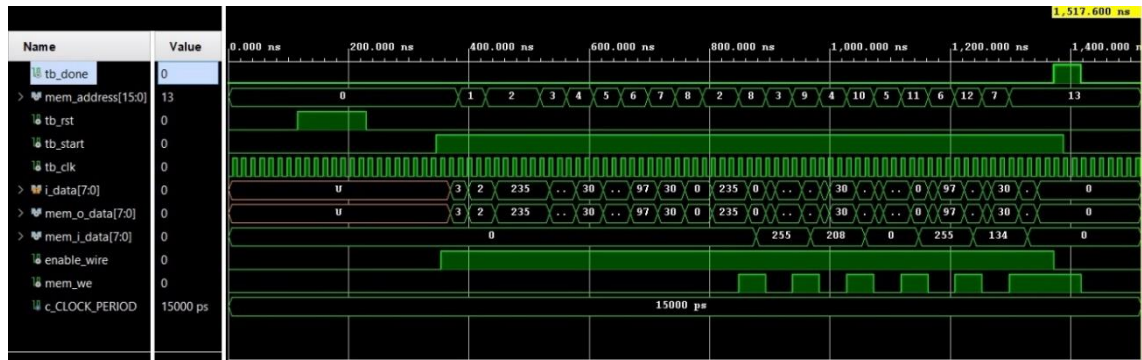 1,517.600 ns
Name Value 0.000 ns 200.000 ns 400.000 ns 600.000 ns 800.000 ns 1,000.000 ns 1,200.000 ns 1,400.000 n
tb_done 0
mem_address[15:0] 13 0 1 2 3 4 5 6 7 8 2 8 3 9 4 10 5 11 6 12 7 13
tb_rst 0
tb_start 0
tb_clk 0
i_data[7:0] 0 U 3 2 235 .. 30 .. 97 30 0 235 0 .. . . 30 . .. 0 97 . 30 . 0
mem_o_data[7:0] 0 U 3 2 235 .. 30 .. 97 30 0 235 0 .. . . 30 . .. 0 97 . 30 . 0
mem_i_data[7:0] 0 0 255 208 0 255 134 0
enable_wire 0
mem_we 0
c_CLOCK_PERIOD 15000 ps 15000 ps